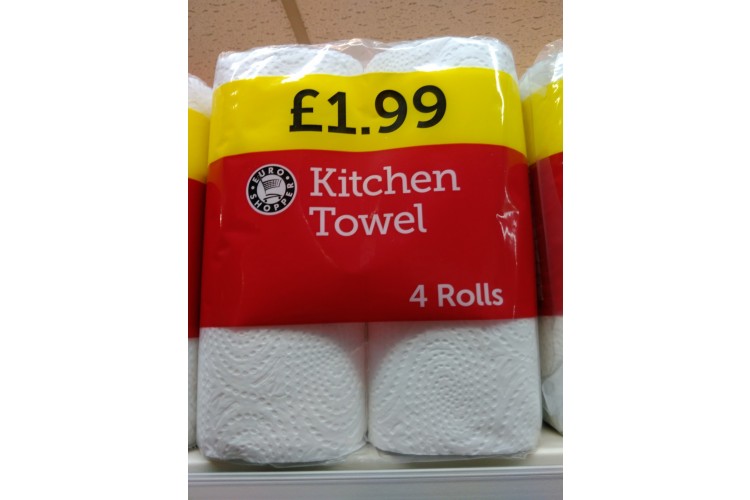 £1.99
EURO
SHOPPER
Kitchen
Towel
4 Rolls